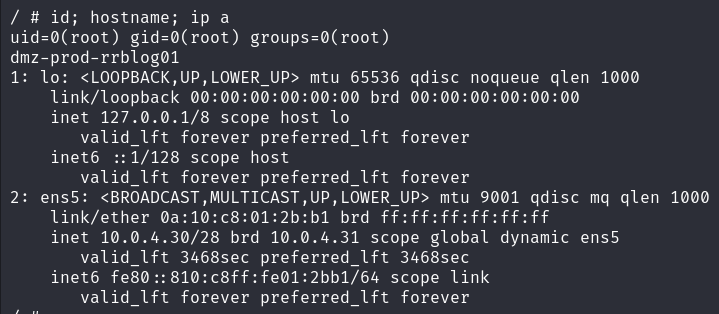 / # id; hostname; ip a
uid=0(root) gid=0(root) groups=0(root)
dmz-prod-rrblog01
1: lo: <LOOPBACK,UP,LOWER_UP> mtu 65536 qdisc noqueue qlen 1000
    link/loopback 00:00:00:00:00:00 brd 00:00:00:00:00:00
    inet 127.0.0.1/8 scope host lo
       valid_lft forever preferred_lft forever
    inet6 ::1/128 scope host
       valid_lft forever preferred_lft forever
2: ens5: <BROADCAST,MULTICAST,UP,LOWER_UP> mtu 9001 qdisc mq qlen 1000
    link/ether 0a:10:c8:01:2b:b1 brd ff:ff:ff:ff:ff:ff
    inet 10.0.4.30/28 brd 10.0.4.31 scope global dynamic ens5
       valid_lft 3468sec preferred_lft 3468sec
    inet6 fe80::810:c8ff:fe01:2bb1/64 scope link
       valid_lft forever preferred_lft forever
/ #